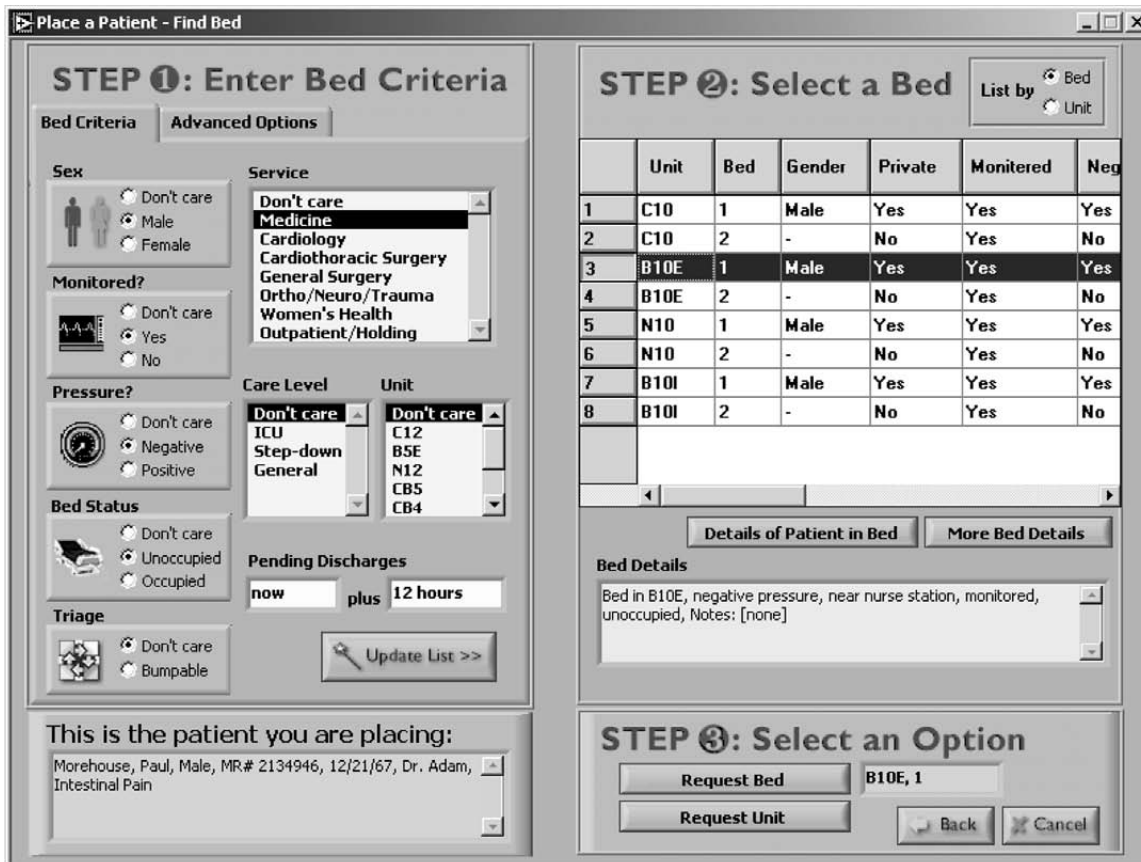 Place a Patient - Find Bed
STEP 1: Enter Bed Criteria
Bed Criteria
Advanced Options
Sex
Don't care
Male
Female
Monitored?
Don't care
Yes
No
Pressure?
Don't care
Negative
Positive
Bed Status
Don't care
Unoccupied
Occupied
Triage
Don't care
Bumpable
Service
Don't care
Medicine
Cardiology
Cardiothoracic Surgery
General Surgery
Ortho/Neuro/Trauma
Women's Health
Outpatient/Holding
Care Level
Don't care
ICU
Step-down
General
Unit
Don't care
C12
B5E
N12
CB5
CB4
Pending Discharges
now plus 12 hours
Update List >>
This is the patient you are placing:
Morehouse, Paul, Male, MR# 2134946, 12/21/67, Dr. Adam,
Intestinal Pain
STEP 2: Select a Bed
List by
Bed
Unit
Unit Bed Gender Private Monitered Neg
1 C10 1 Male Yes Yes Yes
2 C10 2 - No Yes No
3 B10E 1 Male Yes Yes Yes
4 B10E 2 - No Yes No
5 N10 1 Male Yes Yes Yes
6 N10 2 - No Yes No
7 B10I 1 Male Yes Yes Yes
8 B10I 2 - No Yes No
Details of Patient in Bed
More Bed Details
Bed Details
Bed in B10E, negative pressure, near nurse station, monitored,
unoccupied, Notes: [none]
STEP 3: Select an Option
Request Bed
B10E, 1
Request Unit
Back
Cancel